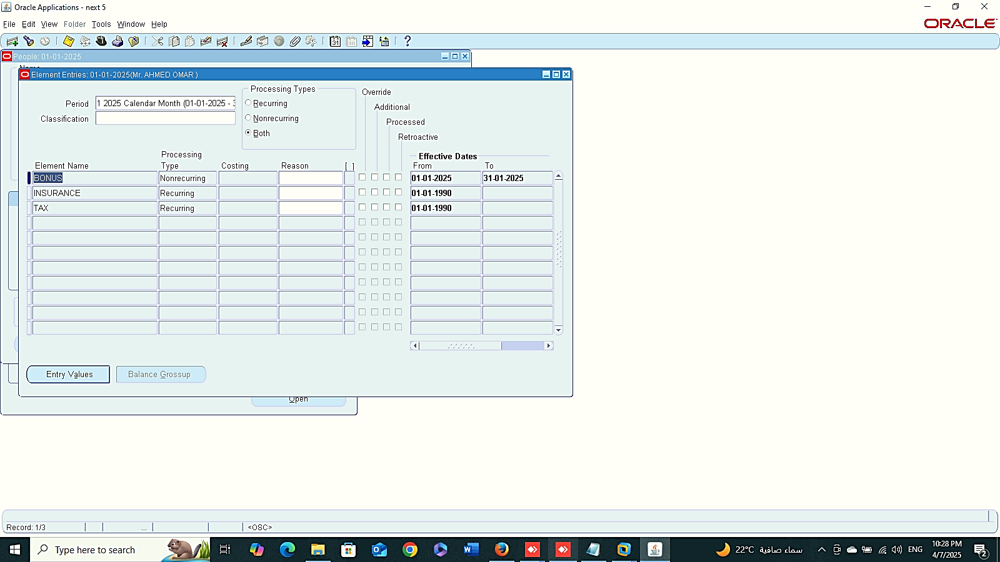 Oracle Applications - next 5
File Edit View Folder Tools Window Help
ORACLE
People: 01-01-2025
Element Entries: 01-01-2025(Mr. AHMED OMAR )
Period 1 2025 Calendar Month (01-01-2025 - 3
Classification
Processing Types
Recurring
Nonrecurring
Both
Override
Additional
Processed
Retroactive
Effective Dates
Element Name Processing Type Costing Reason [ ] From To
BONUS Nonrecurring 01-01-2025 31-01-2025
INSURANCE Recurring 01-01-1990
TAX Recurring 01-01-1990
Entry Values Balance Grossup
Open
Record: 1/3 ... <OSC>
Type here to search
22°C سماء صافية
ENG
10:28 PM
4/7/2025
2